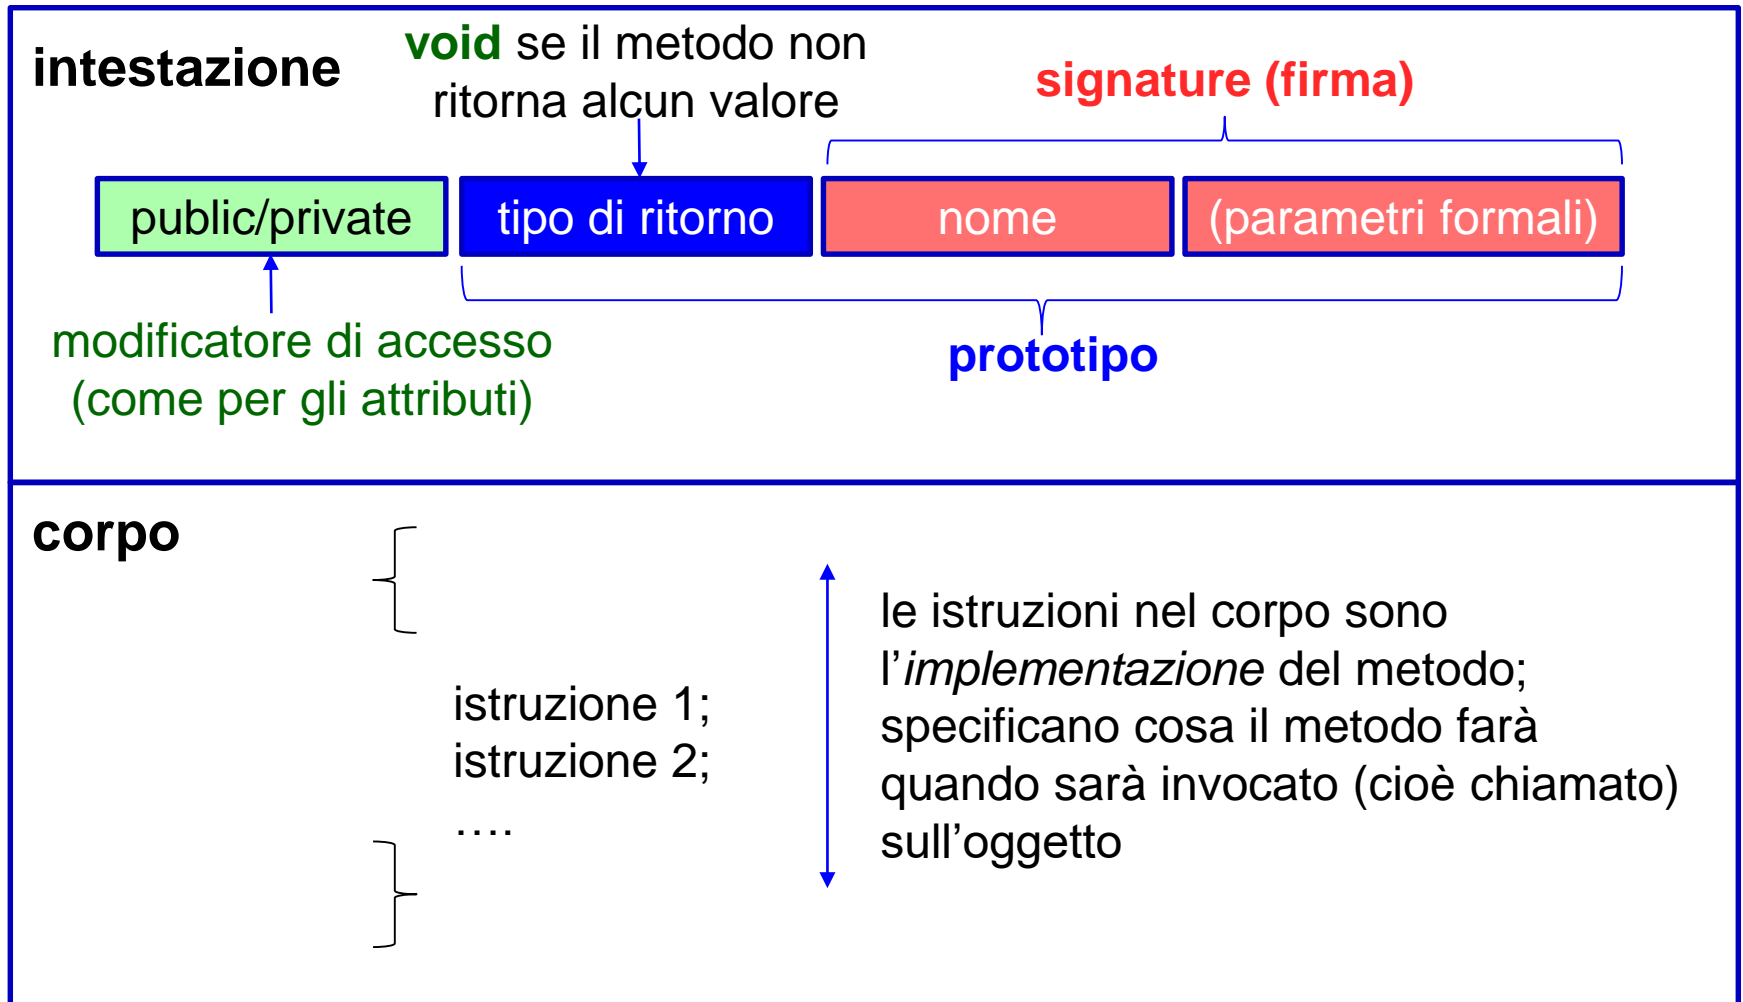 intestazione
void se il metodo non
ritorna alcun valore
signature (firma)
public/private
tipo di ritorno
nome
(parametri formali)
modificatore di accesso
(come per gli attributi)
prototipo
corpo
{
istruzione 1;
istruzione 2;
….
}
le istruzioni nel corpo sono
l’implementazione del metodo;
specificano cosa il metodo farà
quando sarà invocato (cioè chiamato)
sull’oggetto